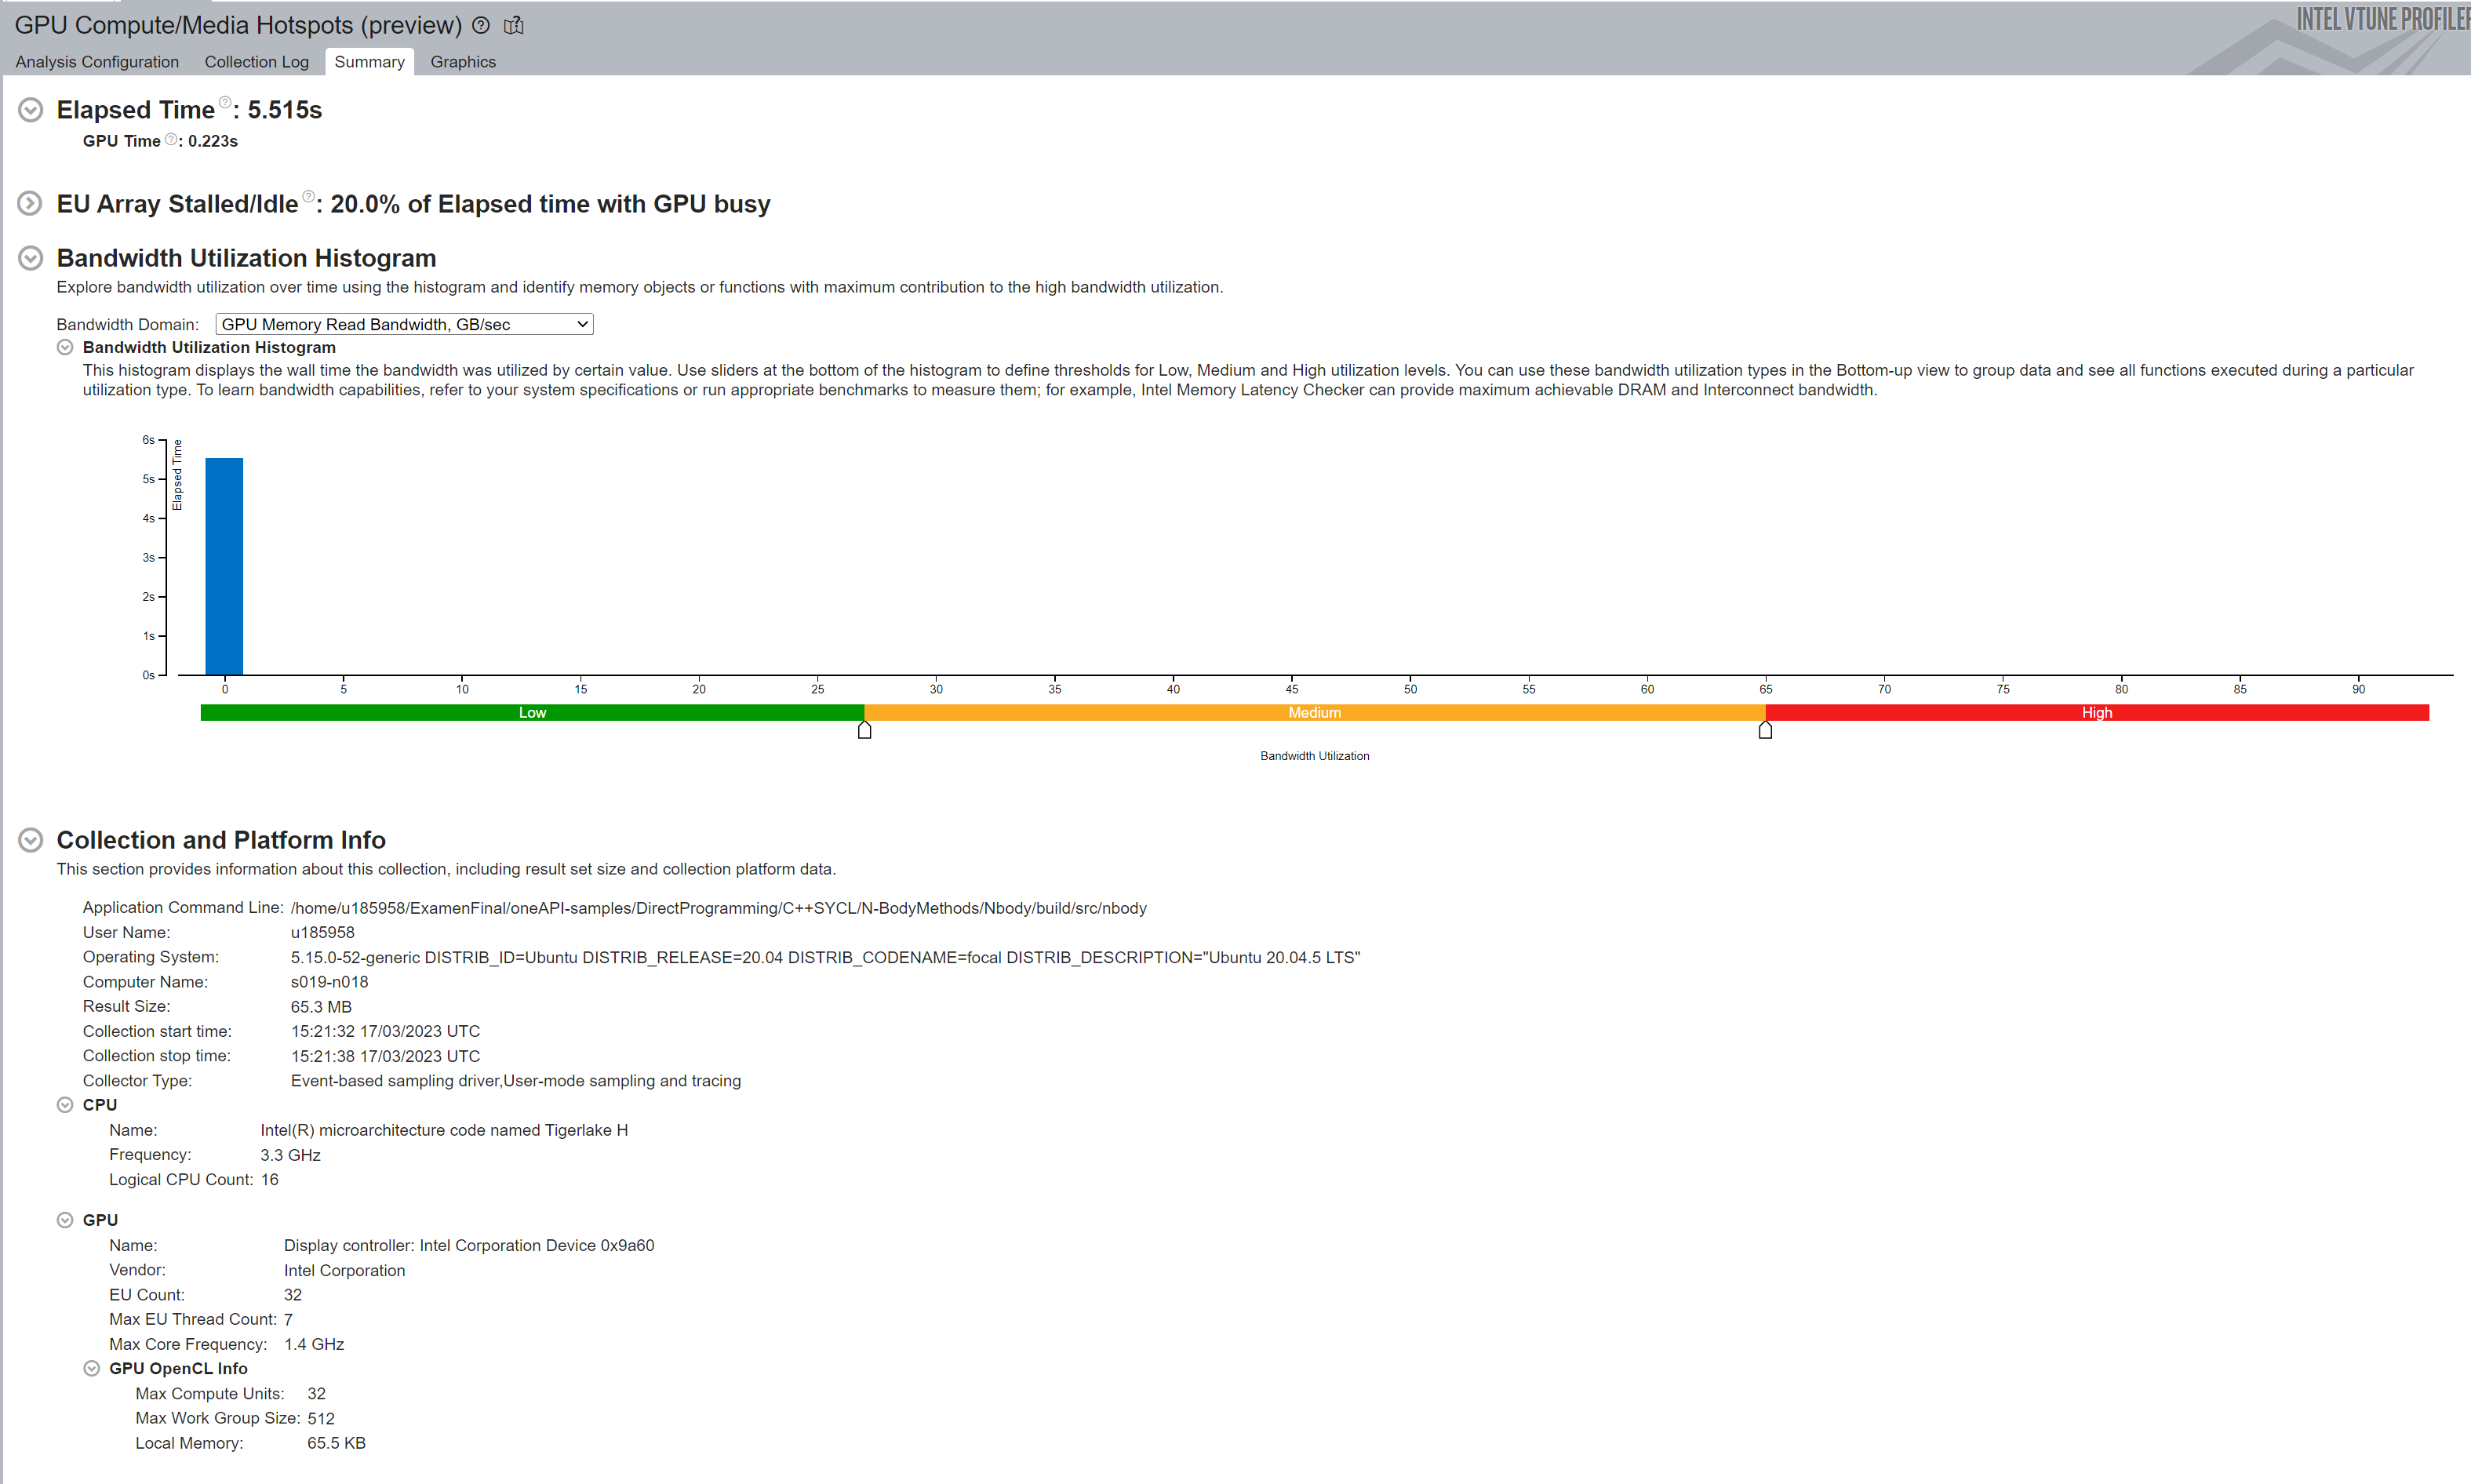 GPU Compute/Media Hotspots (preview)
INTEL VTUNE PROFILER
Analysis Configuration Collection Log Summary Graphics
Elapsed Time : 5.515s
GPU Time : 0.223s
EU Array Stalled/Idle : 20.0% of Elapsed time with GPU busy
Bandwidth Utilization Histogram
Explore bandwidth utilization over time using the histogram and identify memory objects or functions with maximum contribution to the high bandwidth utilization.
Bandwidth Domain: GPU Memory Read Bandwidth, GB/sec
Bandwidth Utilization Histogram
This histogram displays the wall time the bandwidth was utilized by certain value. Use sliders at the bottom of the histogram to define thresholds for Low, Medium and High utilization levels. You can use these bandwidth utilization types in the Bottom-up view to group data and see all functions executed during a particular
utilization type. To learn bandwidth capabilities, refer to your system specifications or run appropriate benchmarks to measure them; for example, Intel Memory Latency Checker can provide maximum achievable DRAM and Interconnect bandwidth.
6s
5s
4s
3s
2s
1s
0s
Elapsed Time
0 5 10 15 20 25 30 35 40 45 50 55 60 65 70 75 80 85 90
Low Medium High
Bandwidth Utilization
Collection and Platform Info
This section provides information about this collection, including result set size and collection platform data.
Application Command Line: /home/u185958/ExamenFinal/oneAPI-samples/DirectProgramming/C++SYCL/N-BodyMethods/Nbody/build/src/nbody
User Name: u185958
Operating System: 5.15.0-52-generic DISTRIB_ID=Ubuntu DISTRIB_RELEASE=20.04 DISTRIB_CODENAME=focal DISTRIB_DESCRIPTION="Ubuntu 20.04.5 LTS"
Computer Name: s019-n018
Result Size: 65.3 MB
Collection start time: 15:21:32 17/03/2023 UTC
Collection stop time: 15:21:38 17/03/2023 UTC
Collector Type: Event-based sampling driver,User-mode sampling and tracing
CPU
Name: Intel(R) microarchitecture code named Tigerlake H
Frequency: 3.3 GHz
Logical CPU Count: 16
GPU
Name: Display controller: Intel Corporation Device 0x9a60
Vendor: Intel Corporation
EU Count: 32
Max EU Thread Count: 7
Max Core Frequency: 1.4 GHz
GPU OpenCL Info
Max Compute Units: 32
Max Work Group Size: 512
Local Memory: 65.5 KB